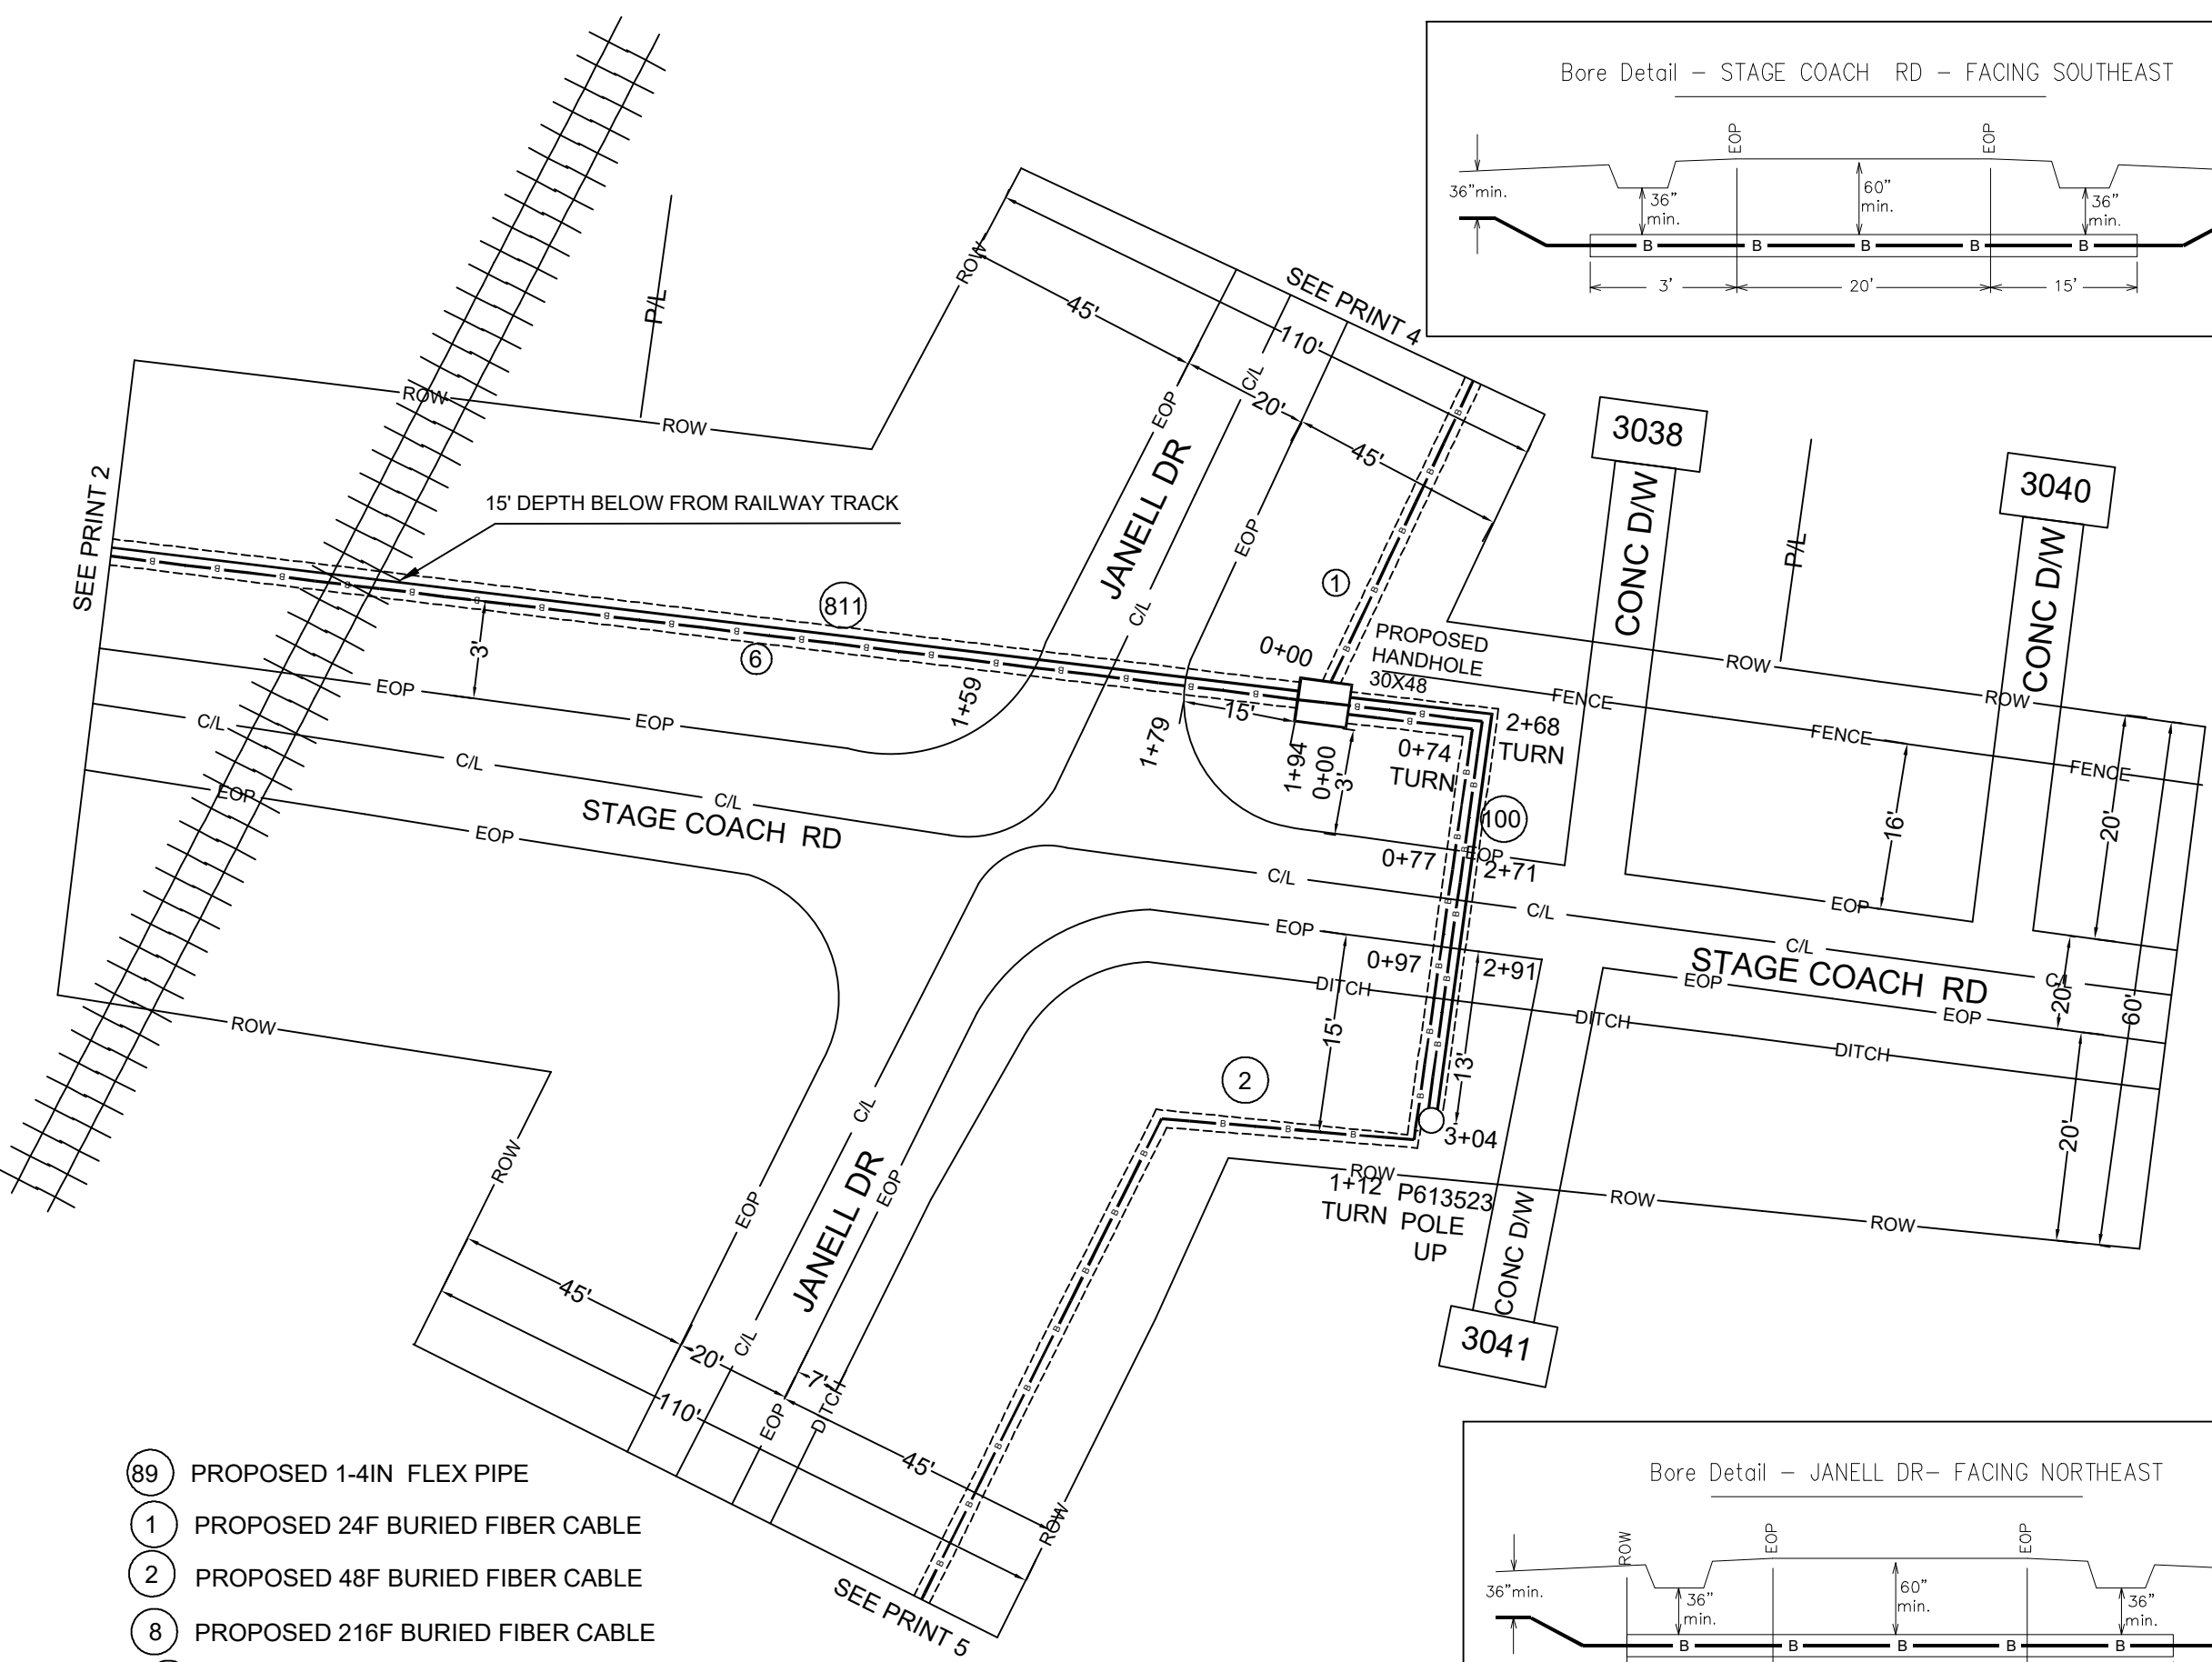 Bore Detail - STAGE COACH RD - FACING SOUTHEAST
EOP
EOP
36"min.
36"
min.
60"
min.
36"
min.
B B B B B
3'
20'
15'
SEE PRINT 4
ROW
45'
110'
20'
45'
P/L
ROW
ROW
EOP
C/L
EOP
JANELL DR
C/L
SEE PRINT 2
15' DEPTH BELOW FROM RAILWAY TRACK
811
6
3'
1
3038
CONC D/W
P/L
3040
CONC D/W
0+00
PROPOSED
HANDHOLE
30X48
ROW
ROW
FENCE
FENCE
FENCE
EOP
EOP
1+59
1+79
15'
1+94
0+00
3'
0+74
TURN
2+68
TURN
100
16'
20'
C/L
C/L
C/L
EOP
EOP
STAGE COACH RD
0+77
EOP
2+71
C/L
C/L
C/L
C/L
EOP
STAGE COACH RD
EOP
0+97
2+91
EOP
EOP
20'
60'
DITCH
DITCH
DITCH
15'
13'
20'
ROW
2
3+04
ROW
1+12
TURN
P613523
POLE
UP
ROW
ROW
CONC D/W
3041
ROW
C/L
EOP
EOP
JANELL DR
45'
20'
7'
110'
C/L
EOP
DITCH
45'
ROW
SEE PRINT 5
89 PROPOSED 1-4IN FLEX PIPE
1 PROPOSED 24F BURIED FIBER CABLE
2 PROPOSED 48F BURIED FIBER CABLE
8 PROPOSED 216F BURIED FIBER CABLE
Bore Detail - JANELL DR- FACING NORTHEAST
ROW
EOP
EOP
36"min.
36"
min.
60"
min.
36"
min.
B B B B B